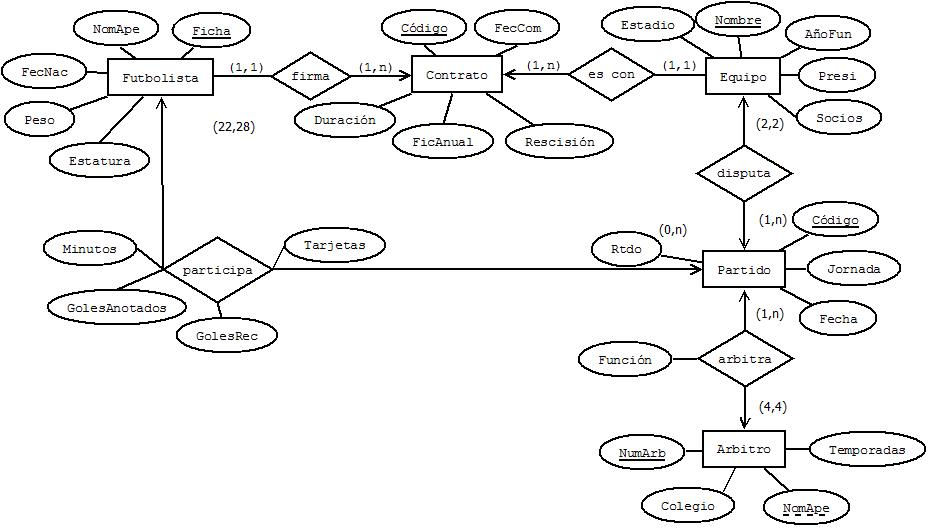 NomApe
Ficha
FecNac
Futbolista
Peso
Estatura
(1,1)
firma
(1,n)
Código
FecCom
Contrato
Duración
FicAnual
Rescisión
(1,n)
es con
(1,1)
Estadio
Nombre
AñoFun
Equipo
Presi
Socios
(22,28)
(2,2)
disputa
(1,n)
Minutos
participa
Tarjetas
GolesAnotados
GolesRec
(0,n)
Rtdo
Código
Partido
Jornada
Fecha
(1,n)
Función
arbitra
(4,4)
NumArb
Arbitro
Temporadas
Colegio
NomApe